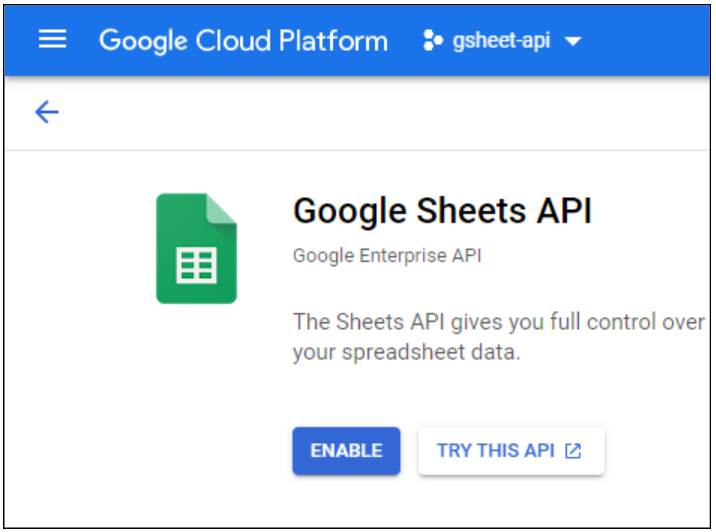 Google Cloud Platform gsheet-api
Google Sheets API
Google Enterprise API
The Sheets API gives you full control over
your spreadsheet data.
ENABLE TRY THIS API